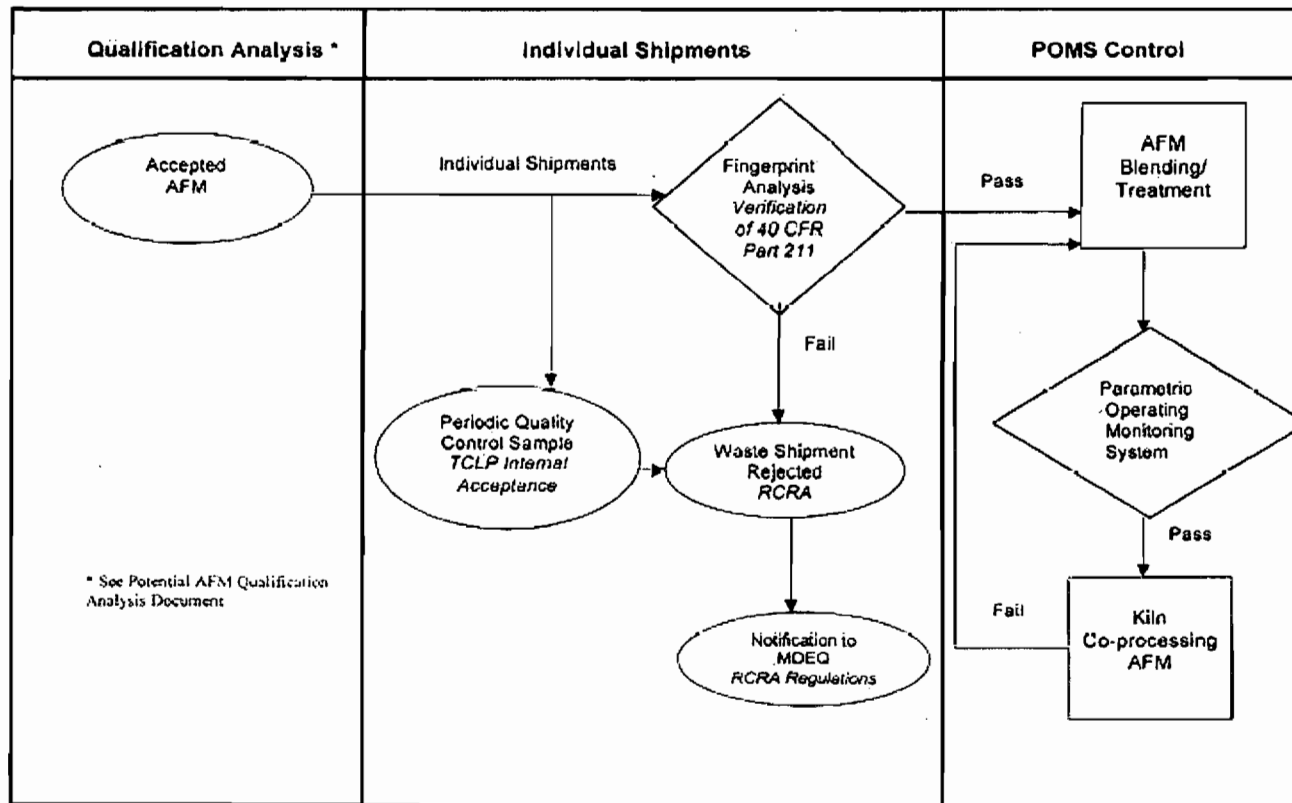 Qualification Analysis *
Individual Shipments
POMS Control
Accepted
AFM
Individual Shipments
Fingerprint
Analysis
Verification
of 40 CFR
Part 211
Pass
AFM
Blending/
Treatment
Fail
Parametric
Operating
Monitoring
System
Periodic Quality
Control Sample
TCLP Internal
Acceptance
Waste Shipment
Rejected
RCRA
Pass
* See Potential AFM Qualification
Analysis Document
Notification to
MDEQ
RCRA Regulations
Fail
Kiln
Co-processing
AFM